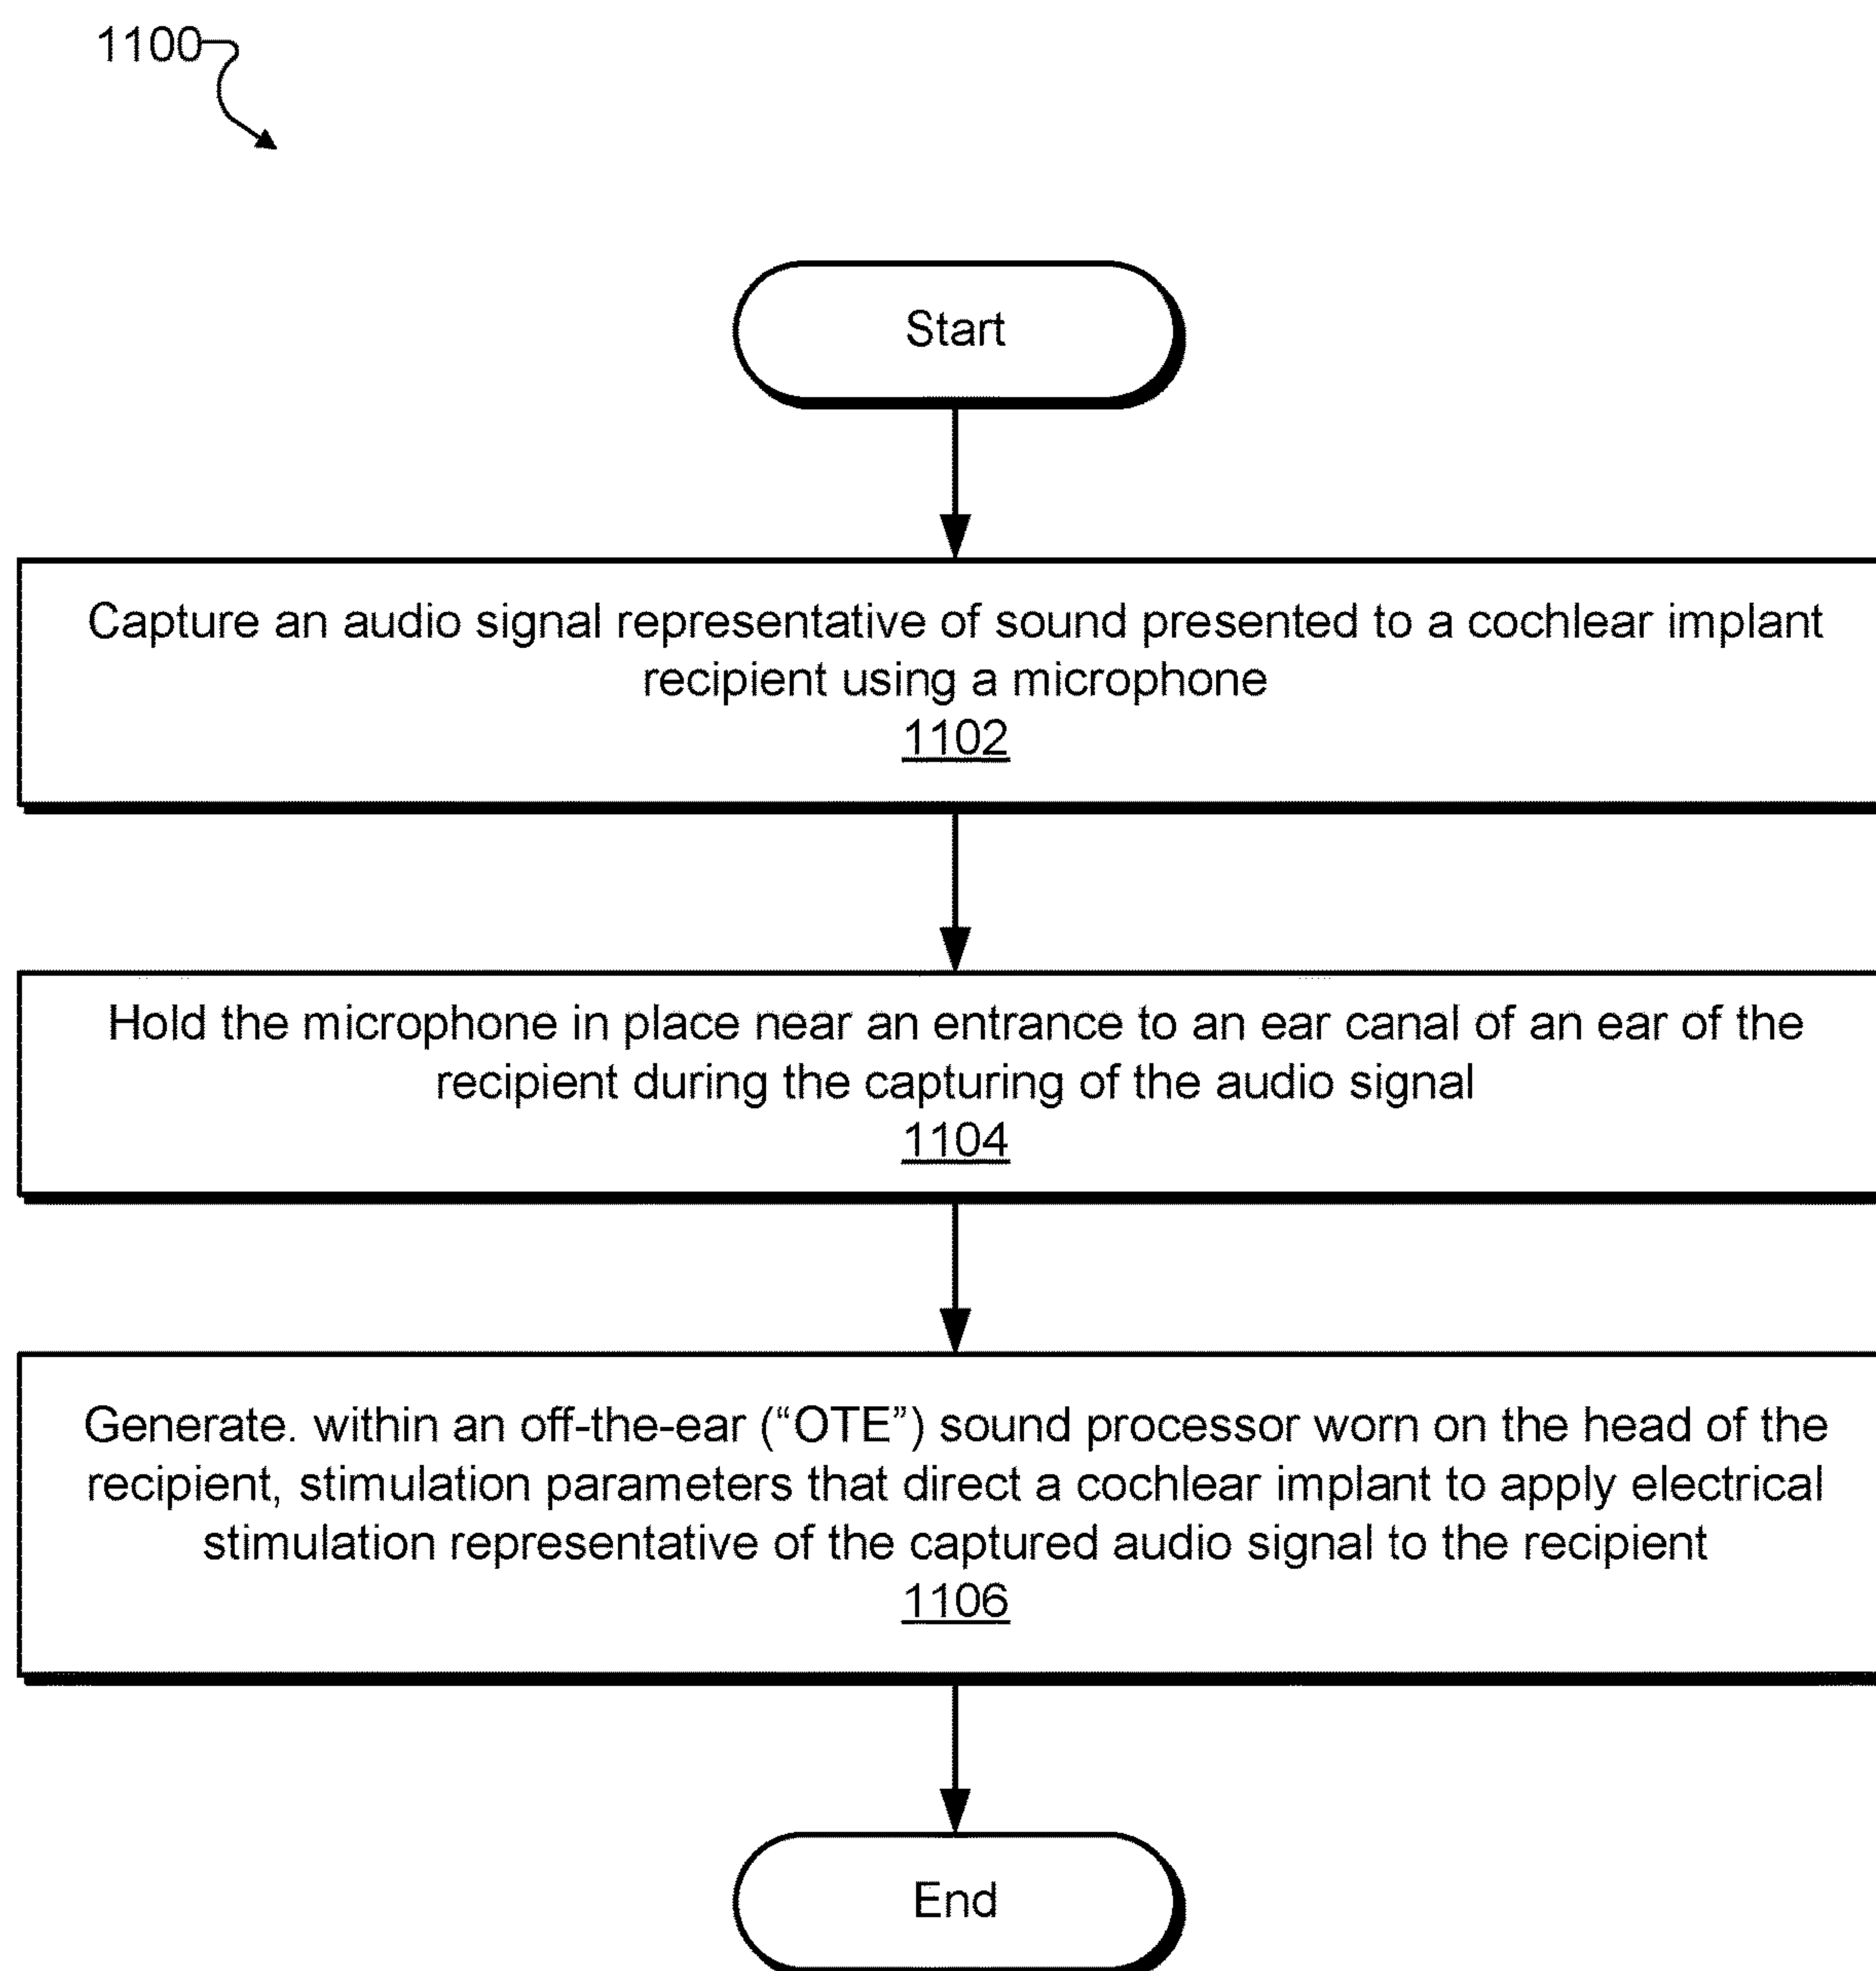 1100
Start
Capture an audio signal representative of sound presented to a cochlear implant
recipient using a microphone
1102
Hold the microphone in place near an entrance to an ear canal of an ear of the
recipient during the capturing of the audio signal
1104
Generate. within an off-the-ear (“OTE”) sound processor worn on the head of the
recipient, stimulation parameters that direct a cochlear implant to apply electrical
stimulation representative of the captured audio signal to the recipient
1106
End